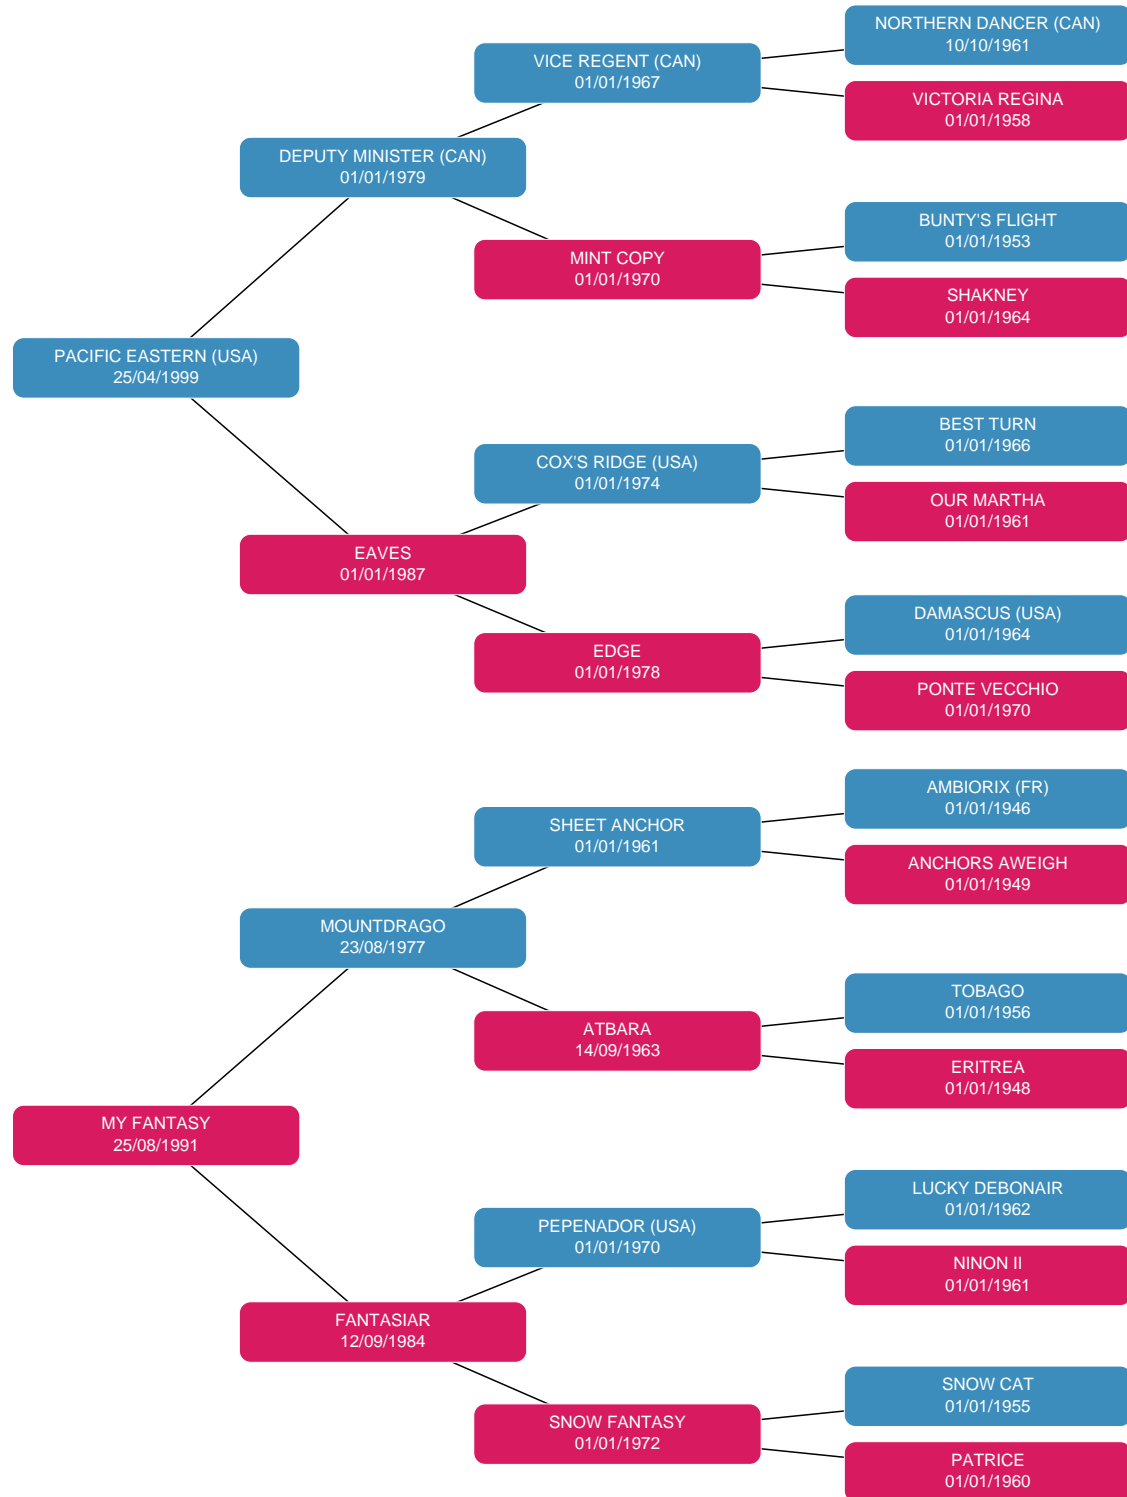 NORTHERN DANCER (CAN)
10/10/1961
VICE REGENT (CAN)
01/01/1967
VICTORIA REGINA
01/01/1958
DEPUTY MINISTER (CAN)
01/01/1979
BUNTY'S FLIGHT
01/01/1953
MINT COPY
01/01/1970
SHAKNEY
01/01/1964
PACIFIC EASTERN (USA)
25/04/1999
BEST TURN
01/01/1966
COX'S RIDGE (USA)
01/01/1974
OUR MARTHA
01/01/1961
EAVES
01/01/1987
DAMASCUS (USA)
01/01/1964
EDGE
01/01/1978
PONTE VECCHIO
01/01/1970
AMBIORIX (FR)
01/01/1946
SHEET ANCHOR
01/01/1961
ANCHORS AWEIGH
01/01/1949
MOUNTDRAGO
23/08/1977
TOBAGO
01/01/1956
ATBARA
14/09/1963
ERITREA
01/01/1948
MY FANTASY
25/08/1991
LUCKY DEBONAIR
01/01/1962
PEPENADOR (USA)
01/01/1970
NINON II
01/01/1961
FANTASIAR
12/09/1984
SNOW CAT
01/01/1955
SNOW FANTASY
01/01/1972
PATRICE
01/01/1960